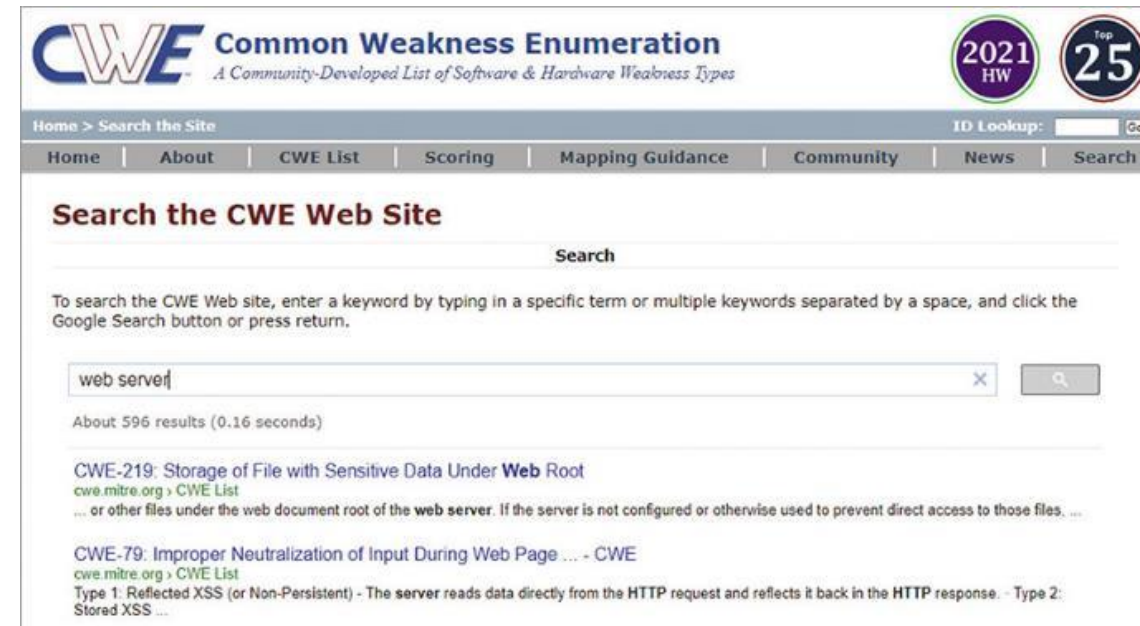 CWE Common Weakness Enumeration
A Community-Developed List of Software & Hardware Weakness Types
2021
HW
Top
25
Home > Search the Site
ID Lookup:
Home About CWE List Scoring Mapping Guidance Community News Search
Search the CWE Web Site
Search
To search the CWE Web site, enter a keyword by typing in a specific term or multiple keywords separated by a space, and click the
Google Search button or press return.
web server
About 596 results (0.16 seconds)
CWE-219: Storage of File with Sensitive Data Under Web Root
cwe.mitre.org › CWE List
... or other files under the web document root of the web server. If the server is not configured or otherwise used to prevent direct access to those files. ...
CWE-79: Improper Neutralization of Input During Web Page ... - CWE
cwe.mitre.org › CWE List
Type 1: Reflected XSS (or Non-Persistent) - The server reads data directly from the HTTP request and reflects it back in the HTTP response. · Type 2:
Stored XSS ...